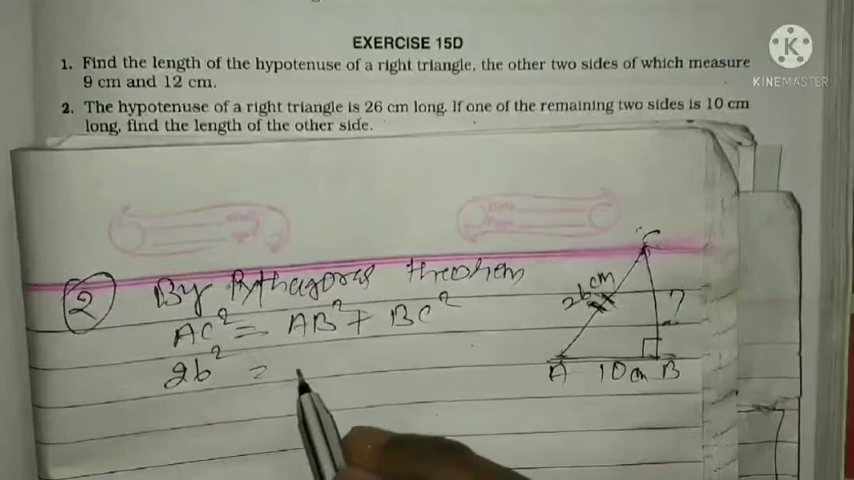 EXERCISE 15D
1. Find the length of the hypotenuse of a right triangle, the other two sides of which measure
9 cm and 12 cm.
2. The hypotenuse of a right triangle is 26 cm long. If one of the remaining two sides is 10 cm
long, find the length of the other side.
K
KINEMASTER
2 By Pythagoras theohem
AC² = AB² + BC²
26² =
C
26 cm
?
A 10cm B